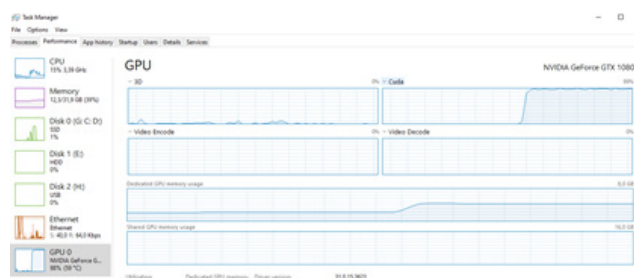 Task Manager
File Options View
Processes Performance App history Startup Users Details Services
CPU
15% 3,39 GHz
Memory
12,5/31,9 GB (39%)
Disk 0 (G: C: D:)
SSD
1%
Disk 1 (E:)
HDD
0%
Disk 2 (H:)
USB
0%
Ethernet
Ethernet
S: 40,0 R: 64,0 Kbps
GPU 0
NVIDIA GeForce G...
98% (59 °C)
GPU
NVIDIA GeForce GTX 1080
3D 0%
Cuda
Video Encode 0%
Video Decode 0%
Dedicated GPU memory usage 8,0 GB
Shared GPU memory usage 16,0 GB
Utilization Dedicated GPU memory Driver version: